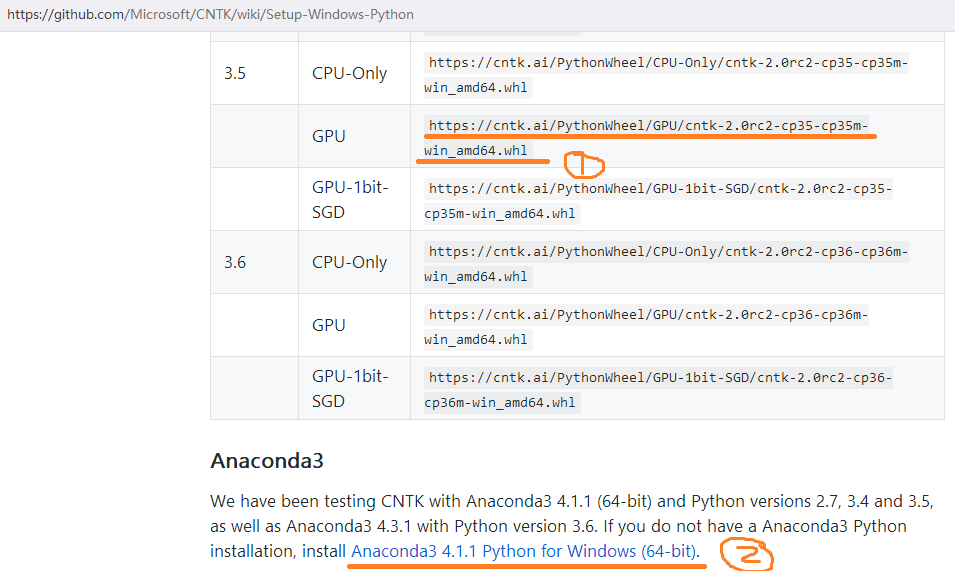 https://github.com/Microsoft/CNTK/wiki/Setup-Windows-Python
3.5
CPU-Only
https://cntk.ai/PythonWheel/CPU-Only/cntk-2.0rc2-cp35-cp35m-
win_amd64.whl
GPU
https://cntk.ai/PythonWheel/GPU/cntk-2.0rc2-cp35-cp35m-
win_amd64.whl
1
GPU-1bit-
SGD
https://cntk.ai/PythonWheel/GPU-1bit-SGD/cntk-2.0rc2-cp35-
cp35m-win_amd64.whl
3.6
CPU-Only
https://cntk.ai/PythonWheel/CPU-Only/cntk-2.0rc2-cp36-cp36m-
win_amd64.whl
GPU
https://cntk.ai/PythonWheel/GPU/cntk-2.0rc2-cp36-cp36m-
win_amd64.whl
GPU-1bit-
SGD
https://cntk.ai/PythonWheel/GPU-1bit-SGD/cntk-2.0rc2-cp36-
cp36m-win_amd64.whl
Anaconda3
We have been testing CNTK with Anaconda3 4.1.1 (64-bit) and Python versions 2.7, 3.4 and 3.5,
as well as Anaconda3 4.3.1 with Python version 3.6. If you do not have a Anaconda3 Python
installation, install Anaconda3 4.1.1 Python for Windows (64-bit).
2